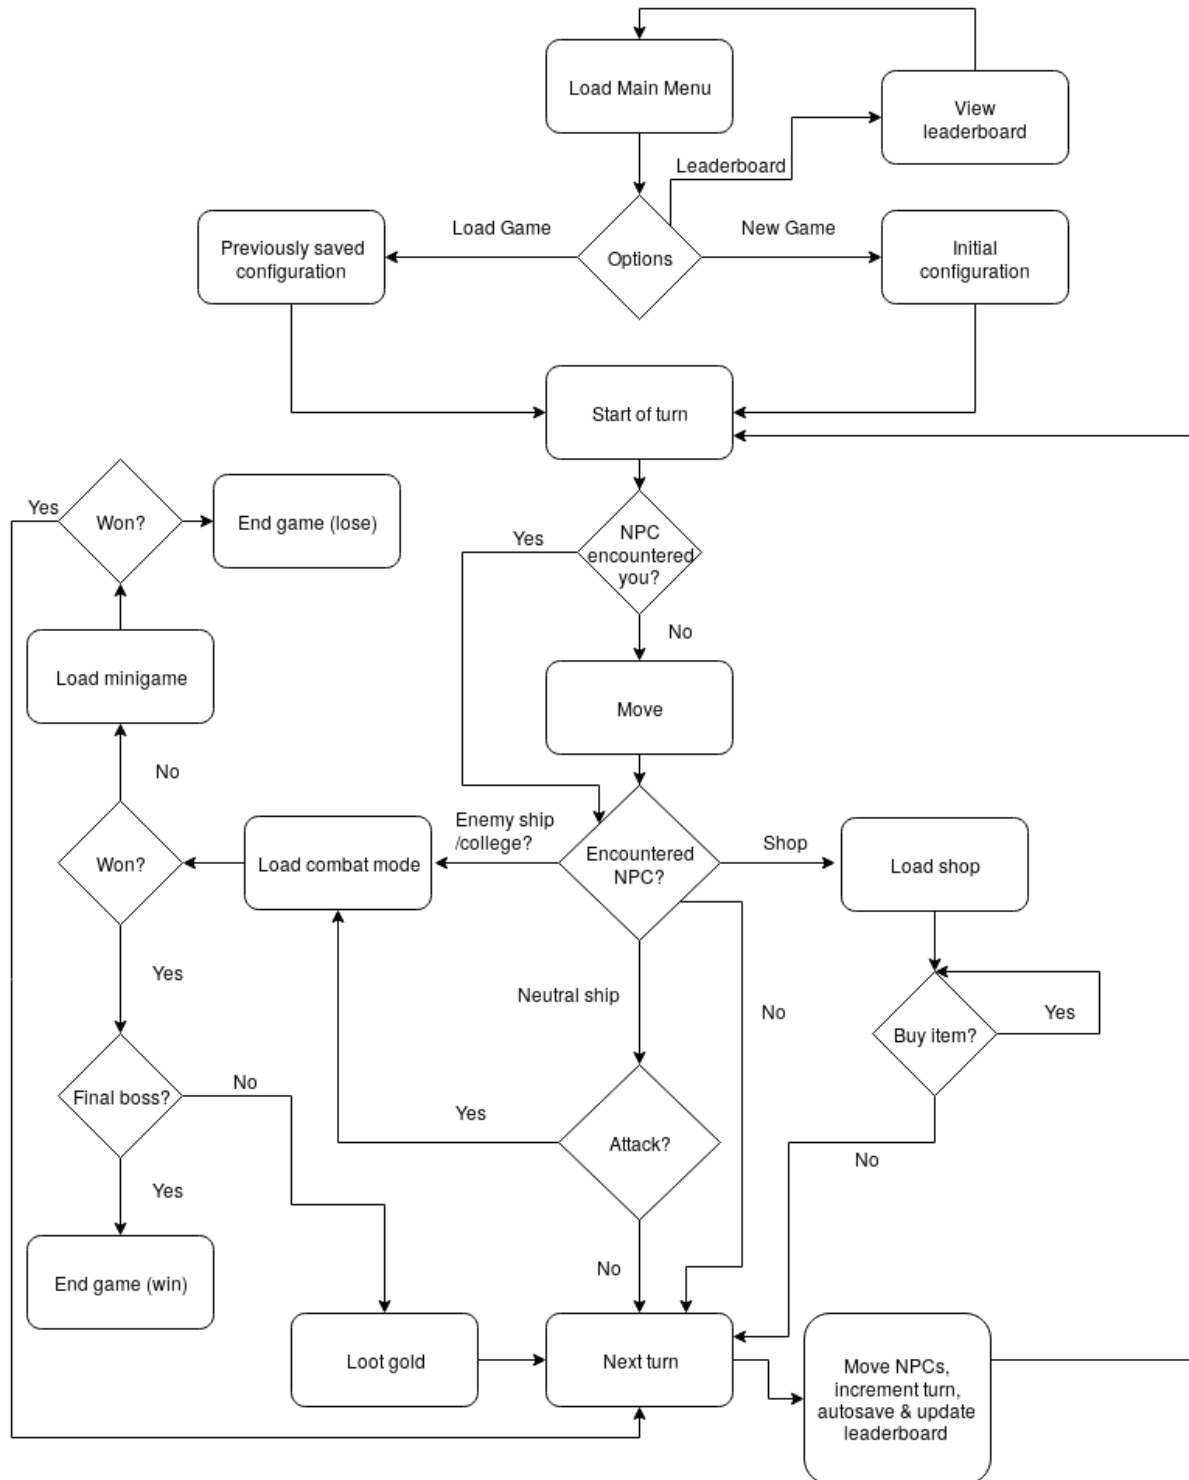 Load Main Menu
View
leaderboard
Leaderboard
Load Game
New Game
Previously saved
configuration
Options
Initial
configuration
Start of turn
Yes
Won?
End game (lose)
Yes
NPC
encountered
you?
No
Load minigame
Move
No
Enemy ship
/college?
Shop
Won?
Load combat mode
Encountered
NPC?
Load shop
Yes
Neutral ship
No
Yes
Buy item?
Final boss?
No
Yes
Attack?
No
Yes
No
End game (win)
Loot gold
Next turn
Move NPCs,
increment turn,
autosave & update
leaderboard